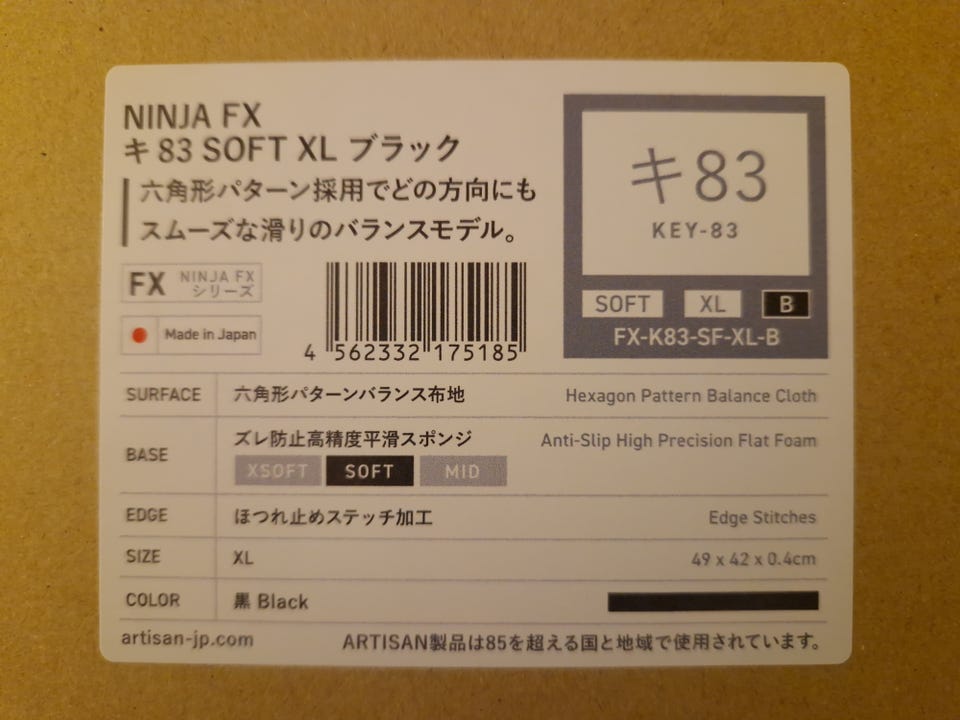 NINJA FX
キ 83 SOFT XL ブラック
六角形パターン採用でどの方向にも
スムーズな滑りのバランスモデル。
FX NINJA FX
シリーズ
Made in Japan
4 562332 175185
キ83
KEY-83
SOFT XL B
FX-K83-SF-XL-B
SURFACE 六角形パターンバランス布地 Hexagon Pattern Balance Cloth
BASE ズレ防止高精度平滑スポンジ Anti-Slip High Precision Flat Foam
XSOFT SOFT MID
EDGE ほつれ止めステッチ加工 Edge Stitches
SIZE XL 49 x 42 x 0.4cm
COLOR 黒 Black
artisan-jp.com ARTISAN製品は85を超える国と地域で使用されています。